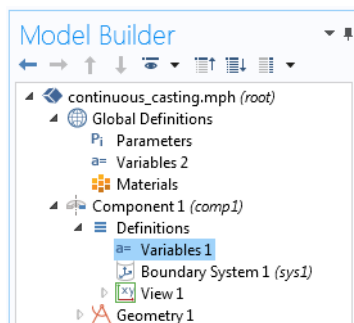 Model Builder
continuous_casting.mph (root)
Global Definitions
Pi Parameters
a= Variables 2
Materials
Component 1 (comp1)
Definitions
a= Variables 1
Boundary System 1 (sys1)
xy View 1
Geometry 1